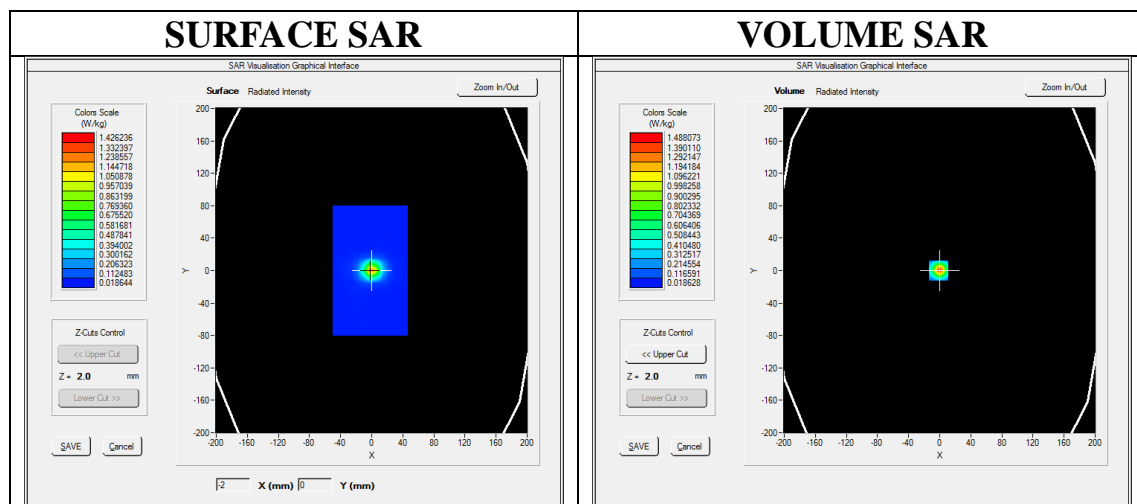 SURFACE SAR
SAR Visualisation Graphical Interface
Surface Radiated Intensity
Zoom In/Out
Colors Scale
(W/kg)
1.426236
1.332397
1.238557
1.144718
1.050878
0.957039
0.863199
0.769360
0.675520
0.581681
0.487841
0.394002
0.300162
0.206323
0.112483
0.018644
200
160
120
80
40
0
-40
-80
-120
-160
-200
Y
-200 -160 -120 -80 -40 0 40 80 120 160 200
X
Z-Cuts Control
<< Upper Cut
Z = 2.0 mm
Lower Cut >>
SAVE Cancel
-2 X (mm) 0 Y (mm)
VOLUME SAR
SAR Visualisation Graphical Interface
Volume Radiated Intensity
Zoom In/Out
Colors Scale
(W/kg)
1.488073
1.390110
1.292147
1.194184
1.096221
0.998258
0.900295
0.802332
0.704369
0.606406
0.508443
0.410480
0.312517
0.214554
0.116591
0.018628
200
160
120
80
40
0
-40
-80
-120
-160
-200
Y
-200 -160 -120 -80 -40 0 40 80 120 160 200
X
Z-Cuts Control
<< Upper Cut
Z = 2.0 mm
Lower Cut >>
SAVE Cancel